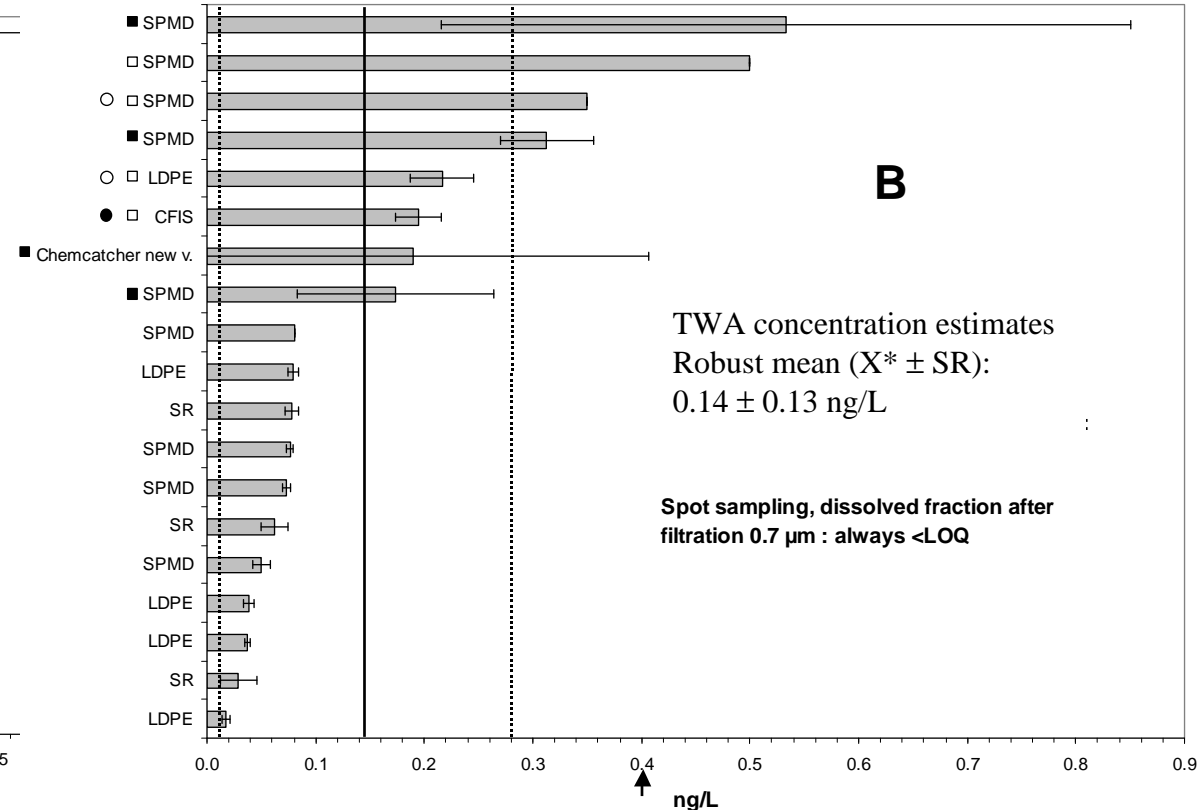 ■ SPMD
□ SPMD
○ □ SPMD
■ SPMD
○ □ LDPE
● □ CFIS
■ Chemcatcher new v.
■ SPMD
SPMD
LDPE
SR
SPMD
SPMD
SR
SPMD
LDPE
LDPE
SR
LDPE
B
TWA concentration estimates
Robust mean (X* ± SR):
0.14 ± 0.13 ng/L
:
Spot sampling, dissolved fraction after
filtration 0.7 µm : always <LOQ
5
0.0 0.1 0.2 0.3 0.4 0.5 0.6 0.7 0.8 0.9
ng/L